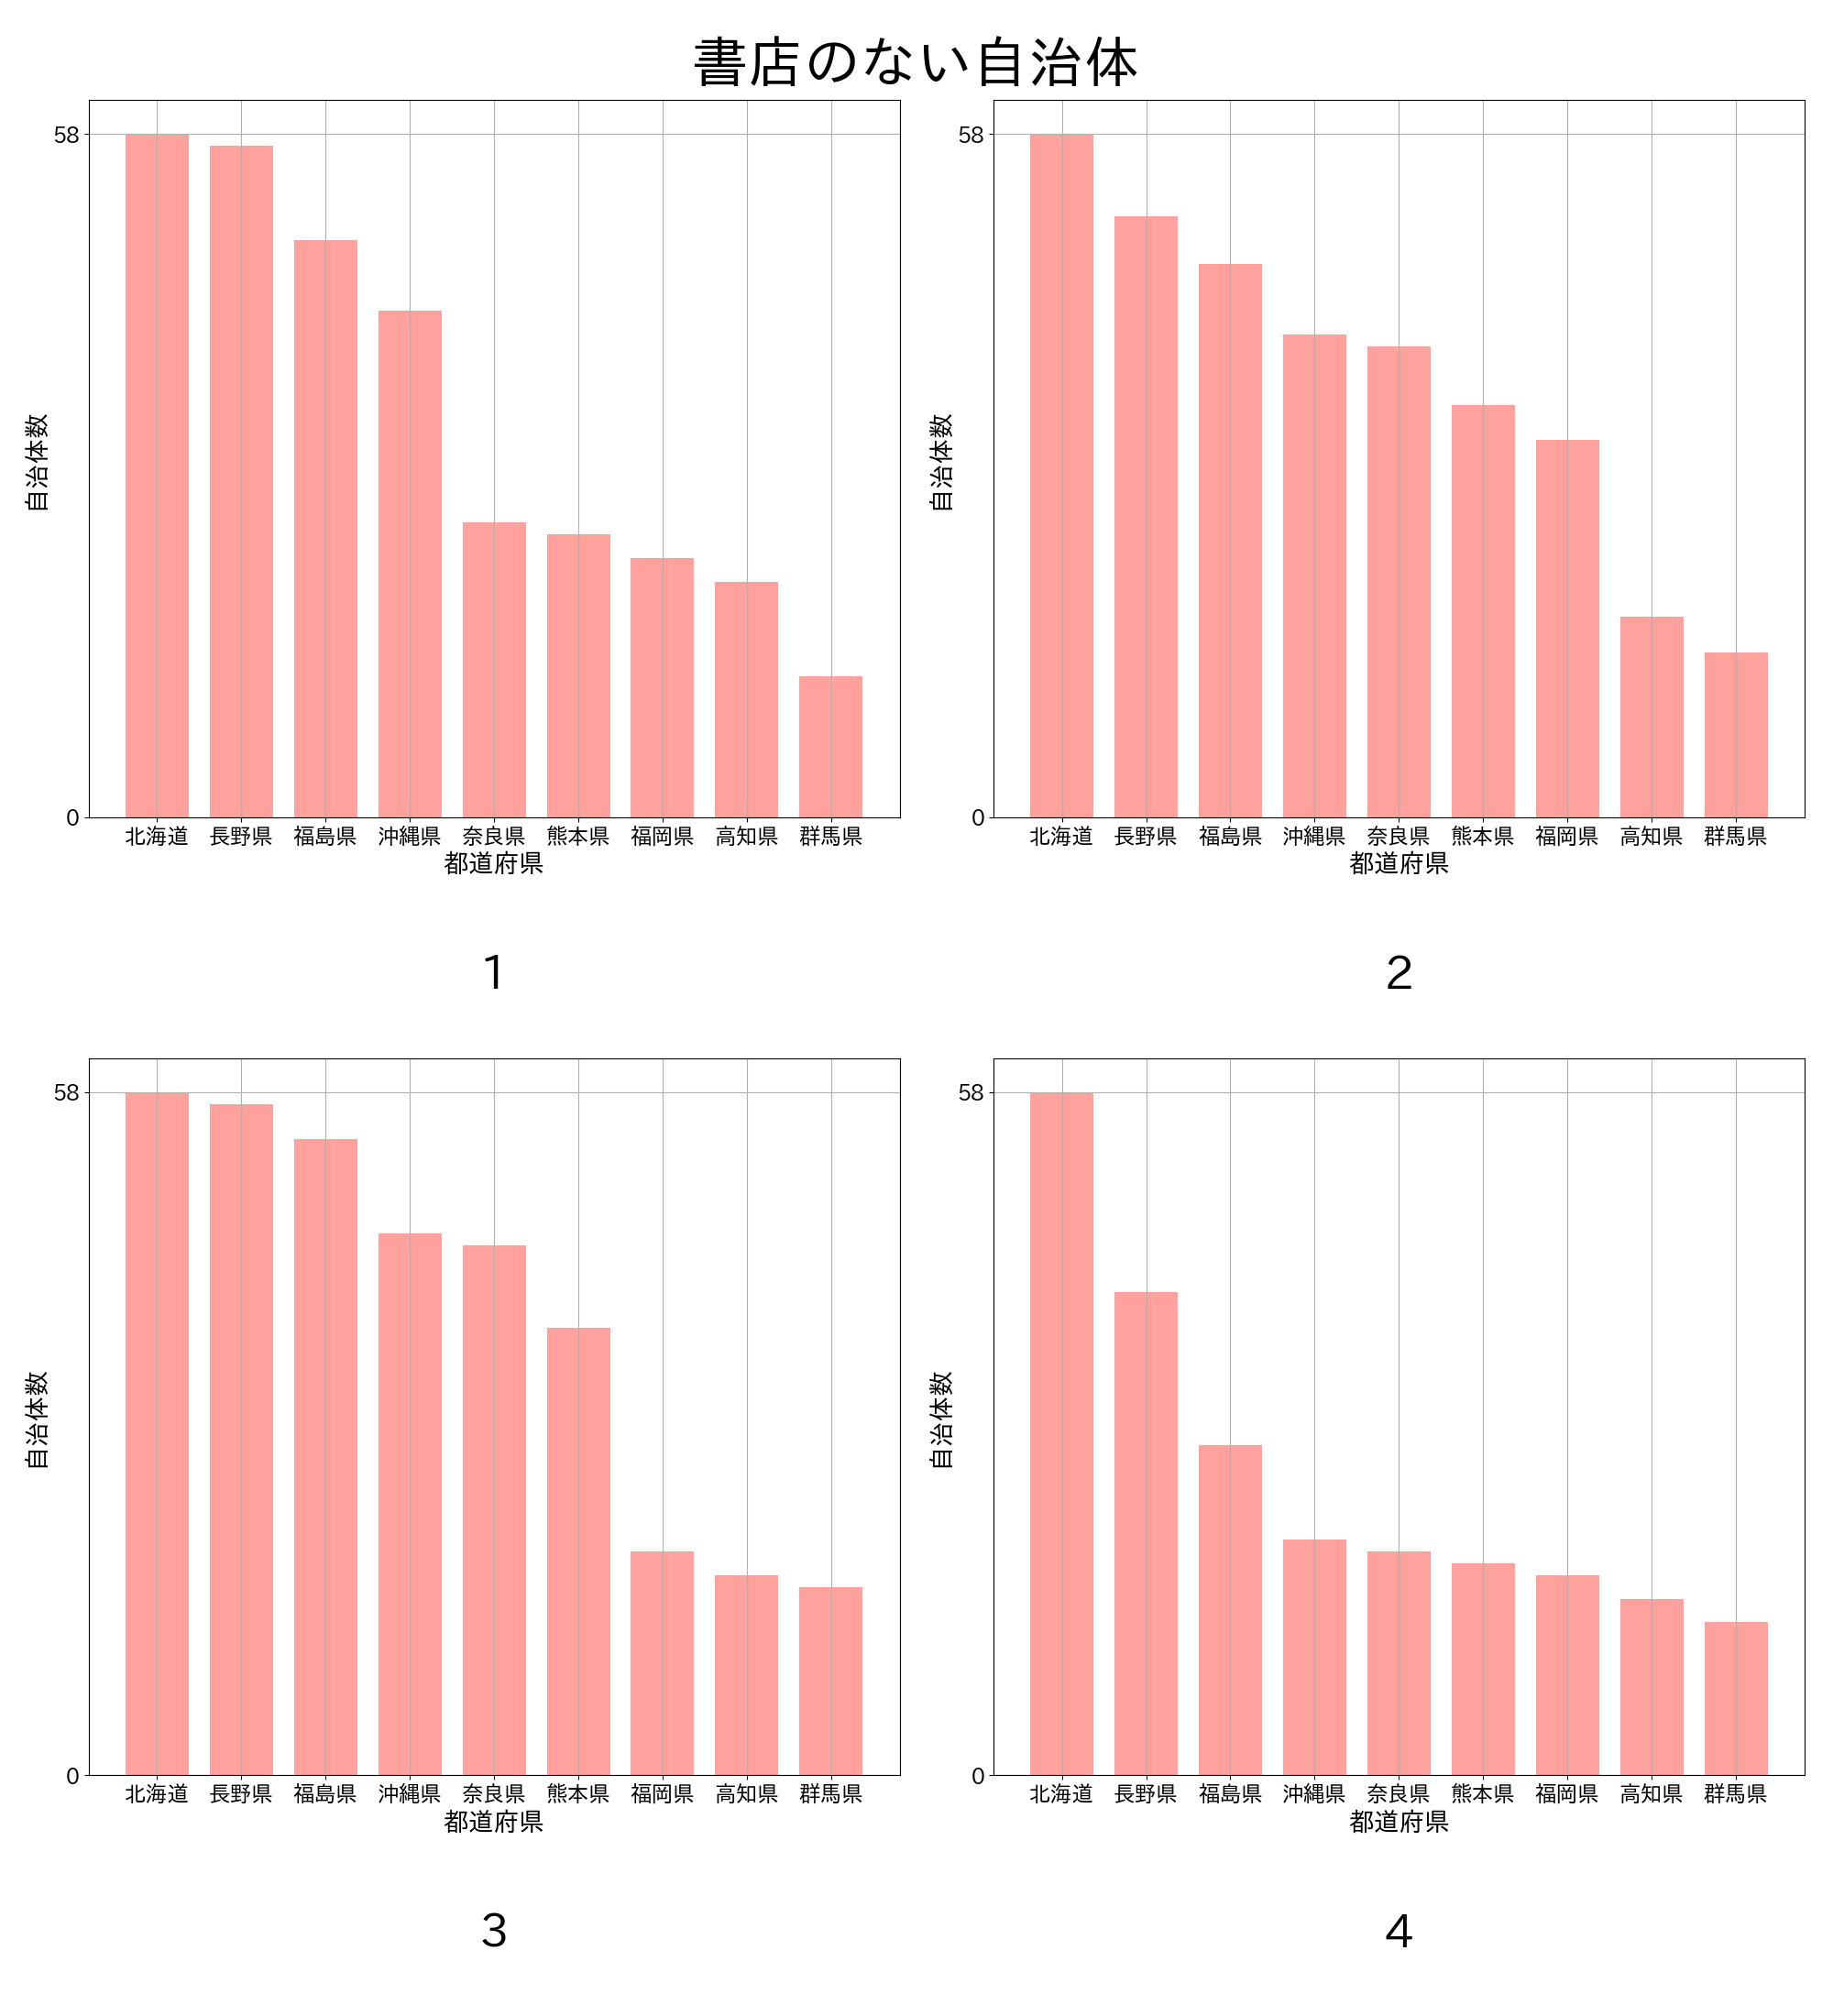 書店のない自治体
58
0
自治体数
北海道 長野県 福島県 沖縄県 奈良県 熊本県 福岡県 高知県 群馬県
都道府県
1
58
0
自治体数
北海道 長野県 福島県 沖縄県 奈良県 熊本県 福岡県 高知県 群馬県
都道府県
2
58
0
自治体数
北海道 長野県 福島県 沖縄県 奈良県 熊本県 福岡県 高知県 群馬県
都道府県
3
58
0
自治体数
北海道 長野県 福島県 沖縄県 奈良県 熊本県 福岡県 高知県 群馬県
都道府県
4